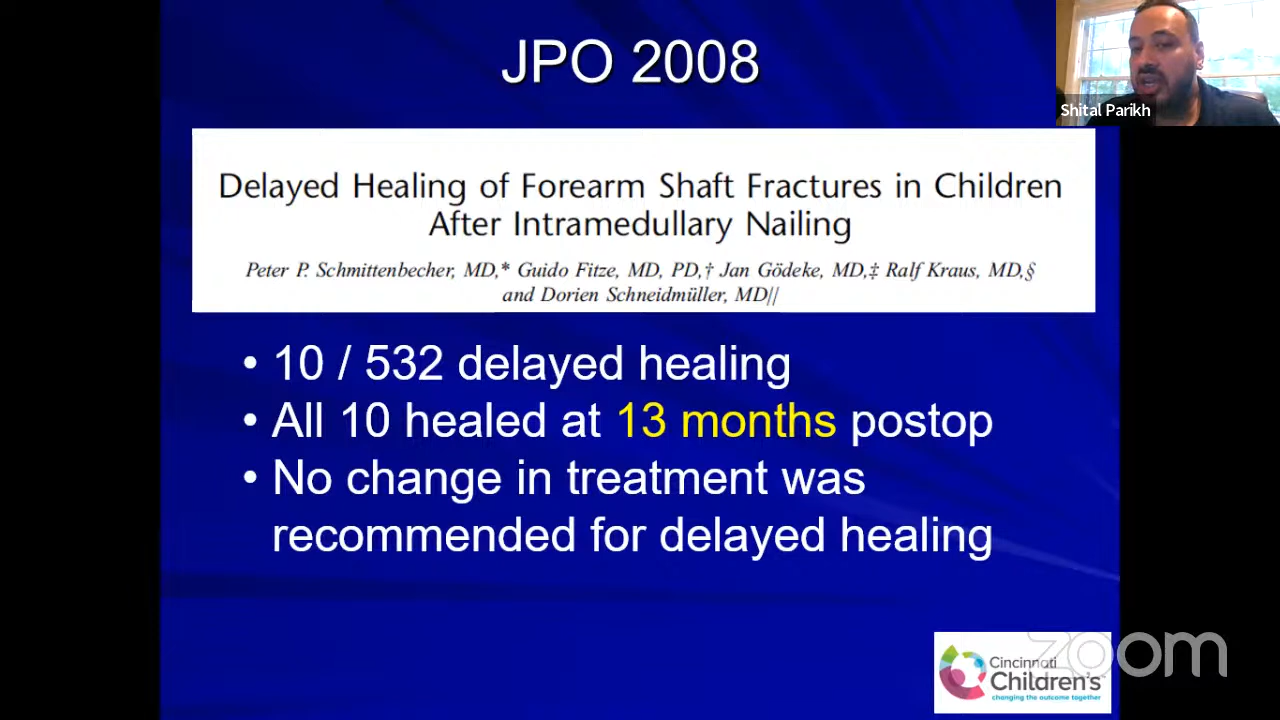 JPO 2008
Shital Parikh
Delayed Healing of Forearm Shaft Fractures in Children
After Intramedullary Nailing
Peter P. Schmittenbecher, MD,* Guido Fitze, MD, PD,† Jan Gödeke, MD,‡ Ralf Kraus, MD,§
and Dorien Schneidmüller, MD||
• 10 / 532 delayed healing
• All 10 healed at 13 months postop
• No change in treatment was
recommended for delayed healing
zoom
Cincinnati
Children's
changing the outcome together